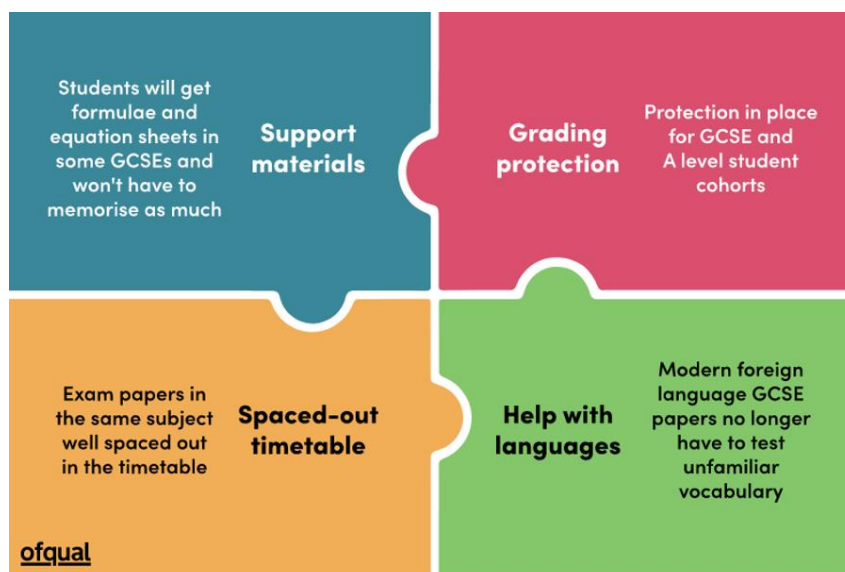 Students will get
formulae and
equation sheets in
some GCSEs and
won't have to
memorise as much
Support
materials
Grading
protection
Protection in place
for GCSE and
A level student
cohorts
Exam papers in
the same subject
well spaced out
in the timetable
Spaced-out
timetable
Help with
languages
Modern foreign
language GCSE
papers no longer
have to test
unfamiliar
vocabulary
ofqual